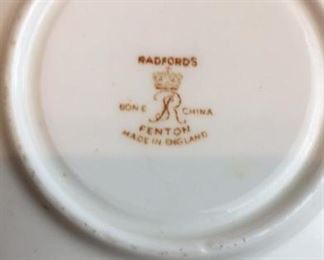 RADFORDS
BONE R CHINA
FENTON
MADE IN ENGLAND